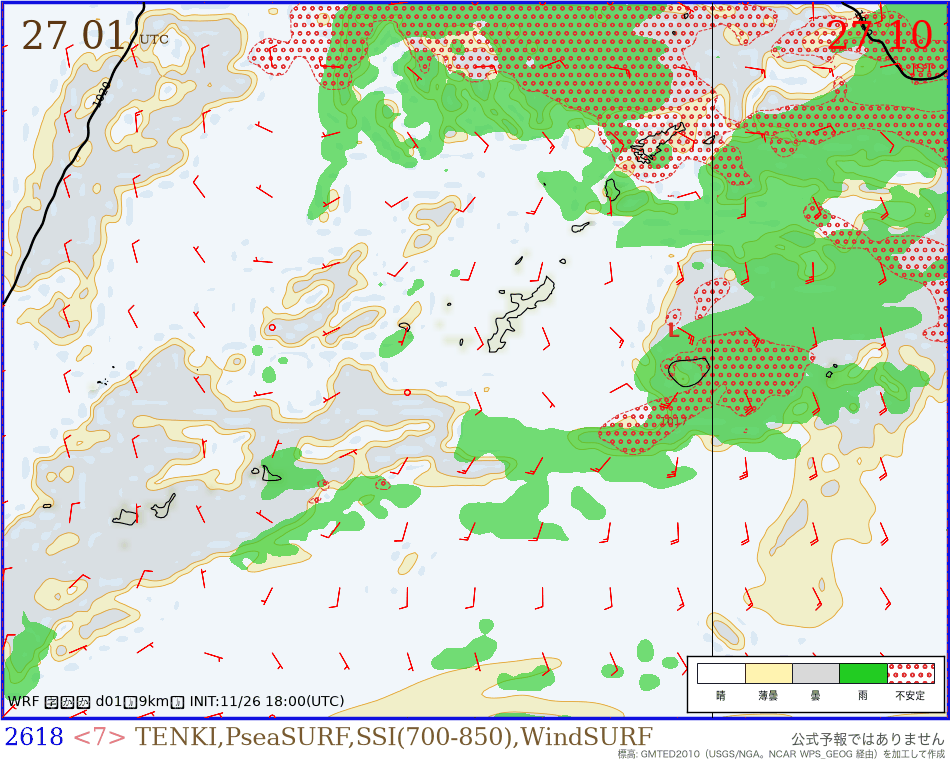 27 01 UTC
27 10
JST
1020
L
1017
WRF d01 9km INIT:11/26 18:00(UTC)
晴 薄曇 曇 雨 不安定
2618 <7> TENKI,PseaSURF,SSI(700-850),WindSURF
公式予報ではありません
標高: GMTED2010（USGS/NGA。NCAR WPS_GEOG 経由）を加工して作成